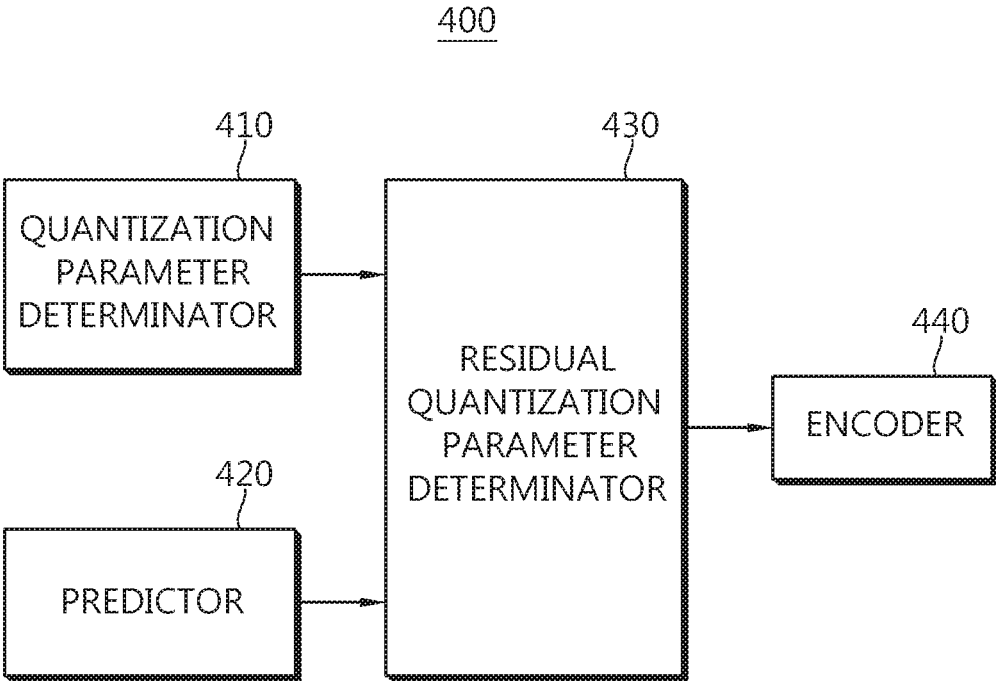 400
410
QUANTIZATION
PARAMETER
DETERMINATOR
420
PREDICTOR
430
RESIDUAL
QUANTIZATION
PARAMETER
DETERMINATOR
440
ENCODER